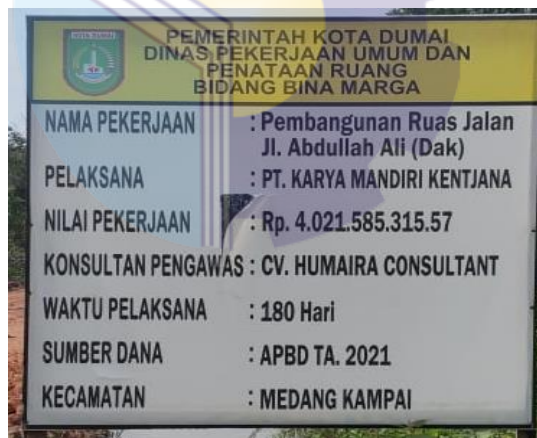 KOTA DUMAI
PEMERINTAH KOTA DUMAI
DINAS PEKERJAAN UMUM DAN
PENATAAN RUANG
BIDANG BINA MARGA
NAMA PEKERJAAN : Pembangunan Ruas Jalan
Jl. Abdullah Ali (Dak)
PELAKSANA : PT. KARYA MANDIRI KENTJANA
NILAI PEKERJAAN : Rp. 4.021.585.315.57
KONSULTAN PENGAWAS : CV. HUMAIRA CONSULTANT
WAKTU PELAKSANA : 180 Hari
SUMBER DANA : APBD TA. 2021
KECAMATAN : MEDANG KAMPAI